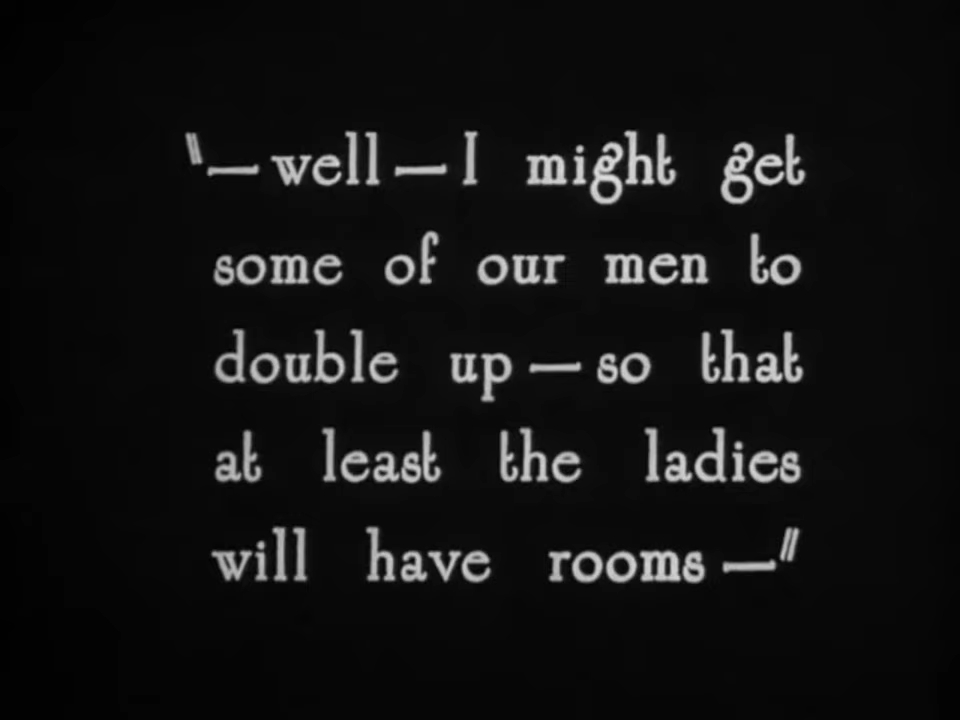 "—well—I might get
some of our men to
double up—so that
at least the ladies
will have rooms—"